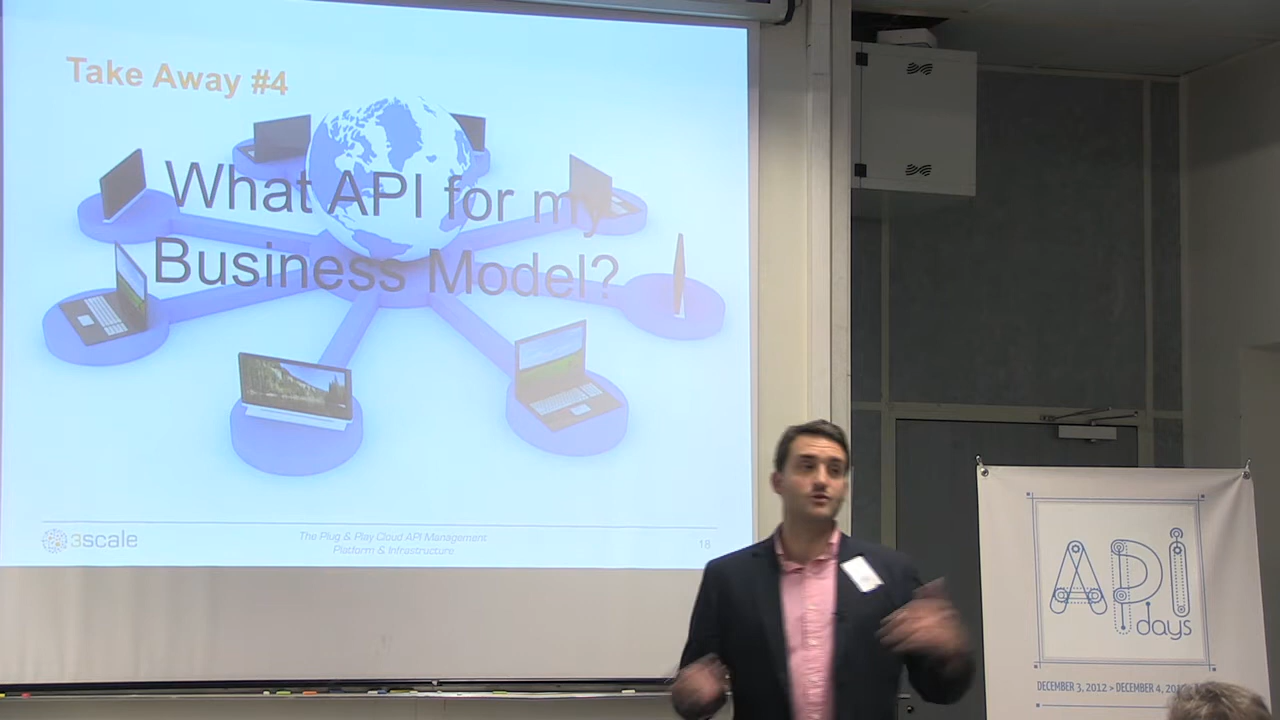 Take Away #4
What API for my
Business Model?
3scale
The Plug & Play Cloud API Management
Platform & Infrastructure
18
API
days
DECEMBER 3, 2012 > DECEMBER 4,